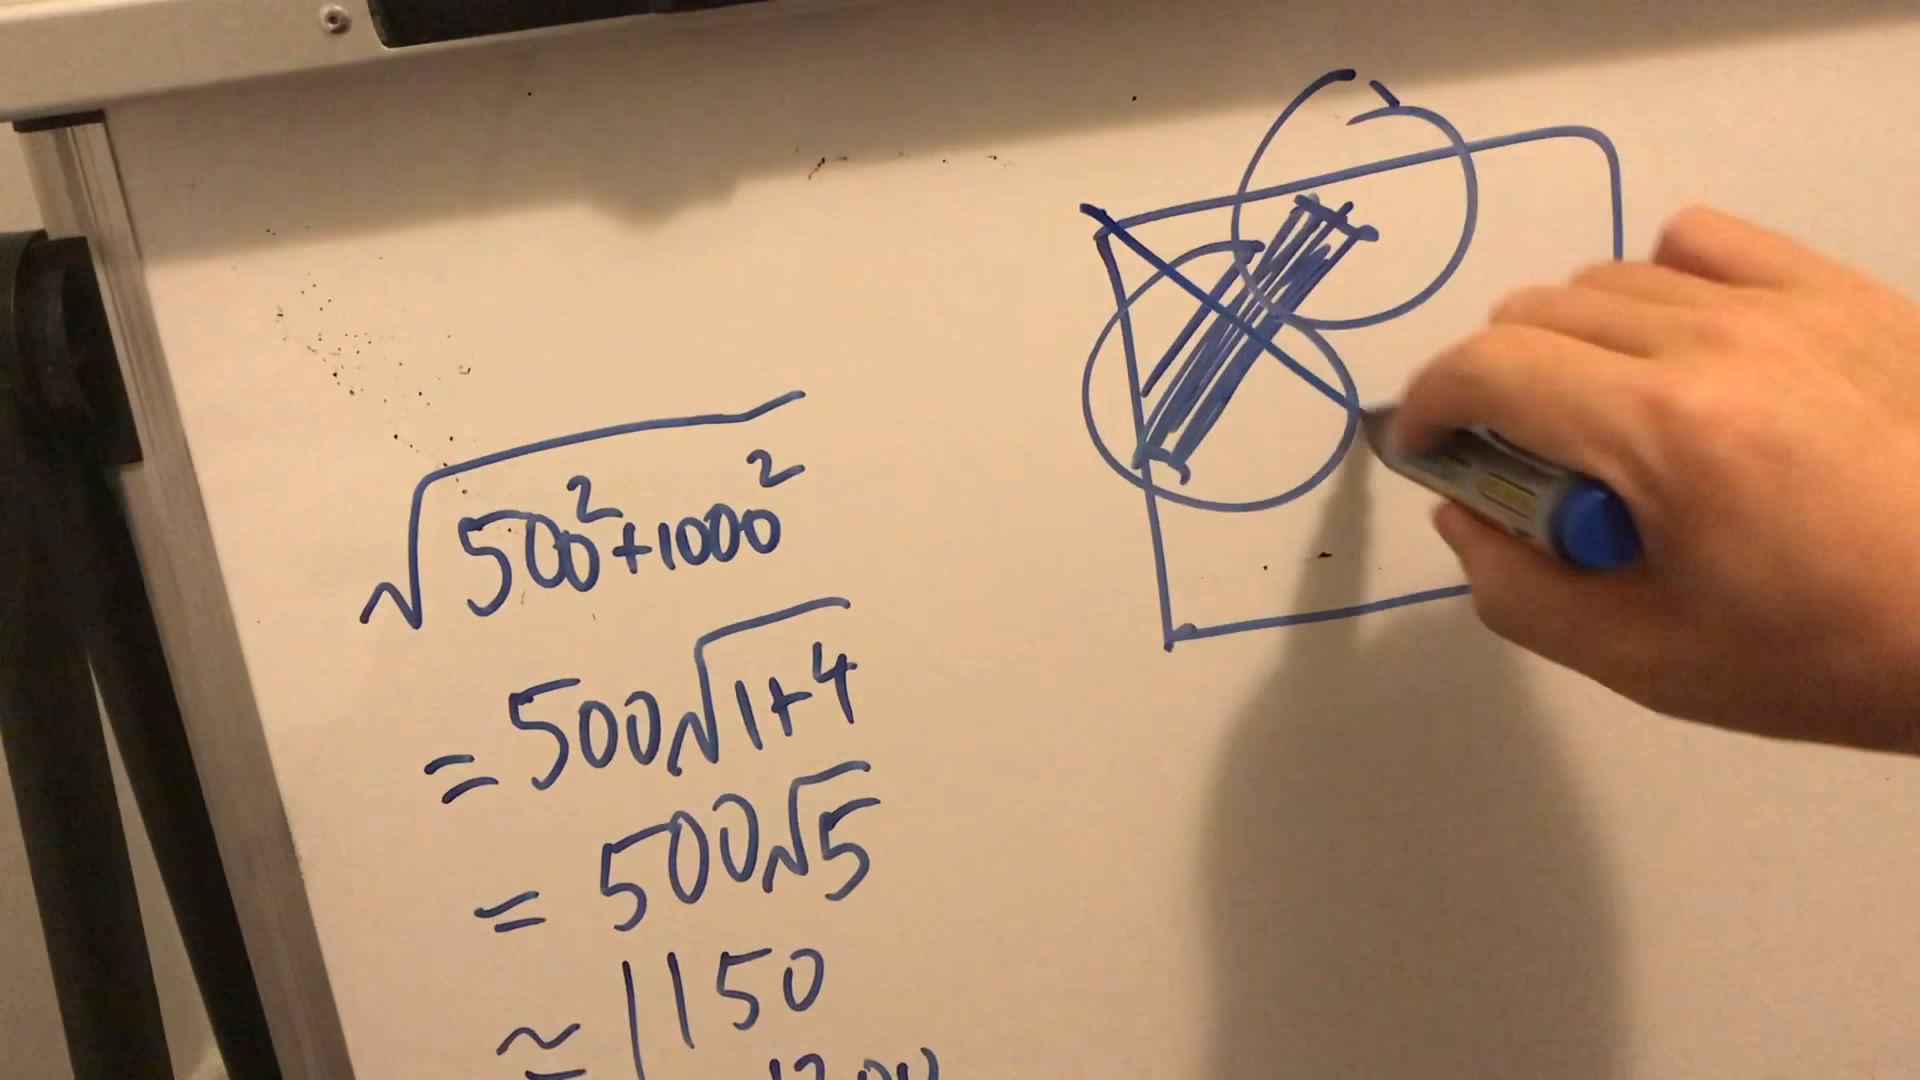 √500²+1000²
= 500√1+4
= 500√5
≈ 1150